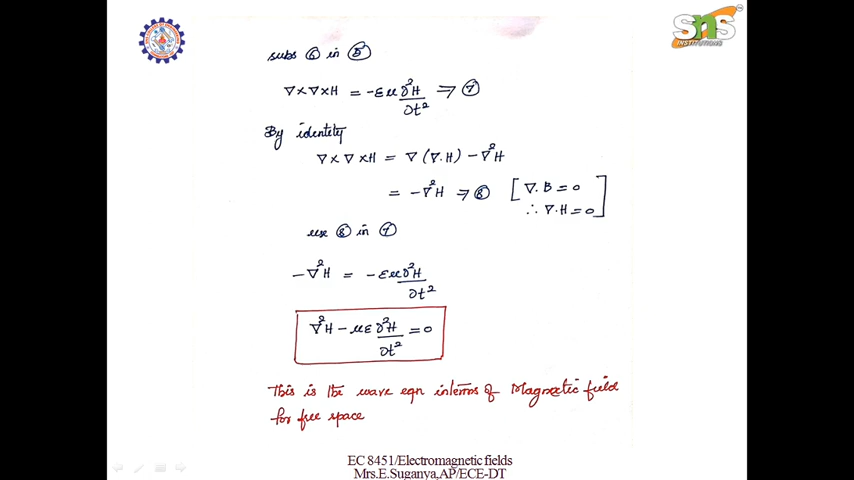 SNS
INSTITUTIONS
subs ⑥ in ⑤
∇×∇×H = -εμ ∂²H/∂t² ⇒ ⑦
By identity
∇×∇×H = ∇(∇.H) - ∇²H
= -∇²H ⇒ ⑧ [∇.B = 0
∴ ∇.H = 0]
use ⑧ in ⑦
-∇²H = -εμ ∂²H/∂t²
∇²H - με ∂²H/∂t² = 0
This is the wave eqn interms of Magnetic field
for free space
EC 8451/Electromagnetic fields
Mrs.E.Suganya,AP/ECE-DT